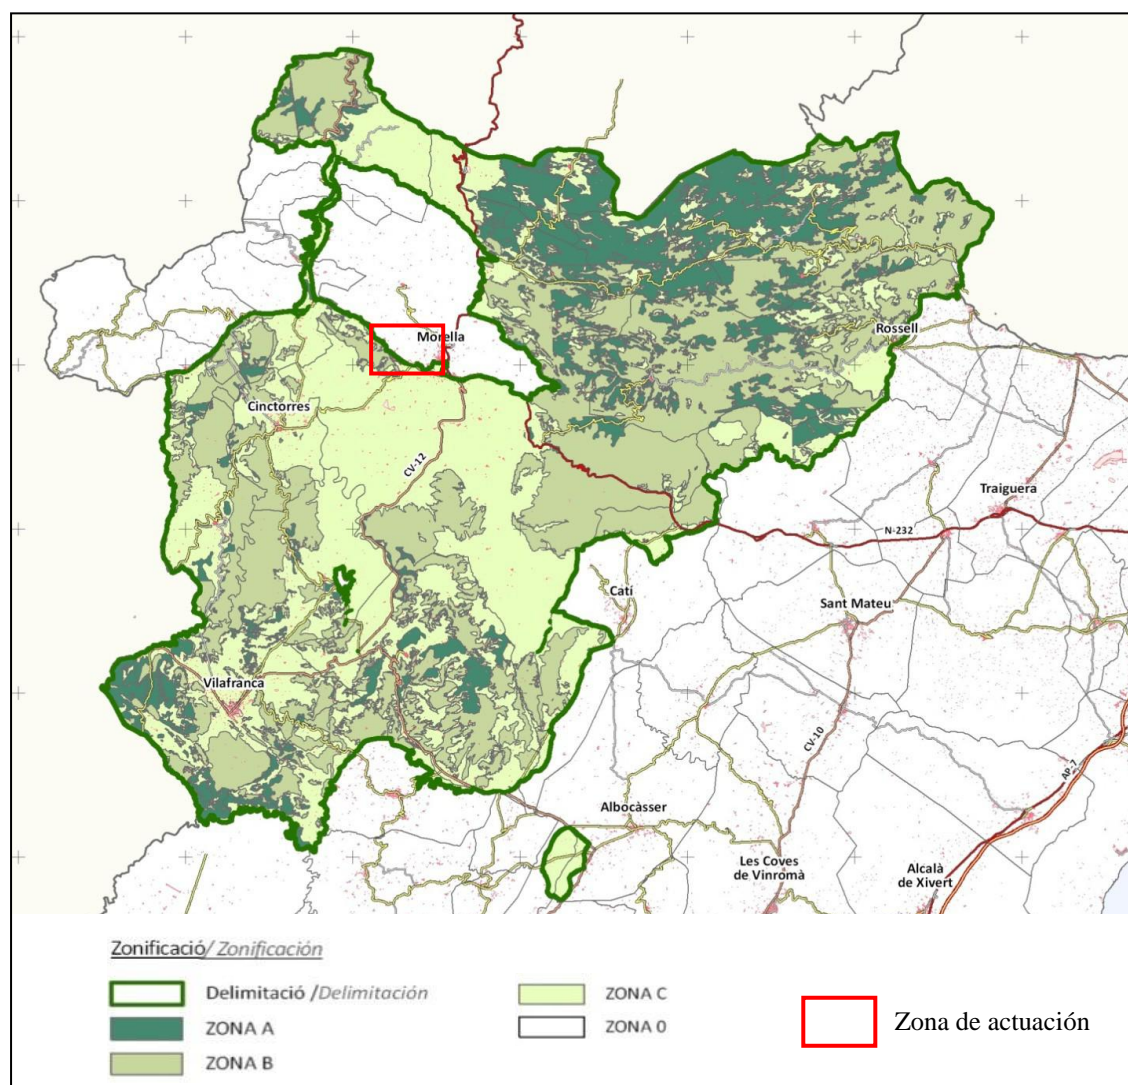 Morella
Rossell
Cinctorres
CV-12
Traiguera
N-232
Catí
Sant Mateu
Vilafranca
CV-10
AP-7
Albocàsser
Les Coves
de Vinromà
Alcalà
de Xivert
Zonificació/ Zonificación
Delimitació /Delimitación
ZONA A
ZONA B
ZONA C
ZONA 0
Zona de actuación